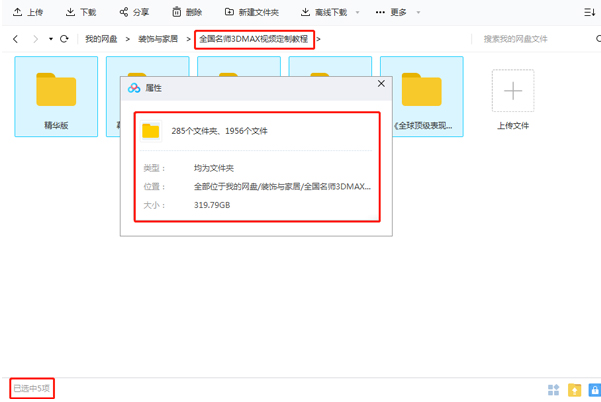 上传 下载 分享 删除 新建文件夹 离线下载 更多
我的网盘 > 装饰与家居 > 全国名师3DMAX视频定制教程 >
搜索我的网盘文件
属性
285个文件夹、1956个文件
类型： 均为文件夹
位置： 全部位于我的网盘/装饰与家居/全国名师3DMAX...
大小： 319.79GB
精华版
《全球顶级表现...
上传文件
已选中5项